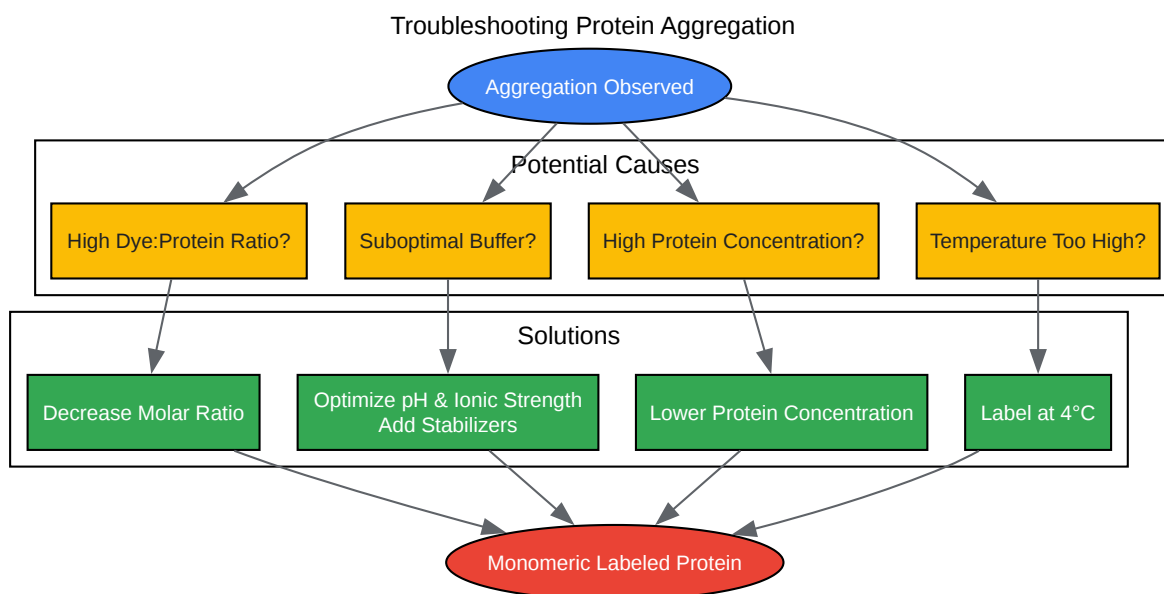 Troubleshooting Protein Aggregation
Aggregation Observed
Potential Causes
High Dye:Protein Ratio?
Suboptimal Buffer?
High Protein Concentration?
Temperature Too High?
Solutions
Decrease Molar Ratio
Optimize pH & Ionic Strength
Add Stabilizers
Lower Protein Concentration
Label at 4°C
Monomeric Labeled Protein